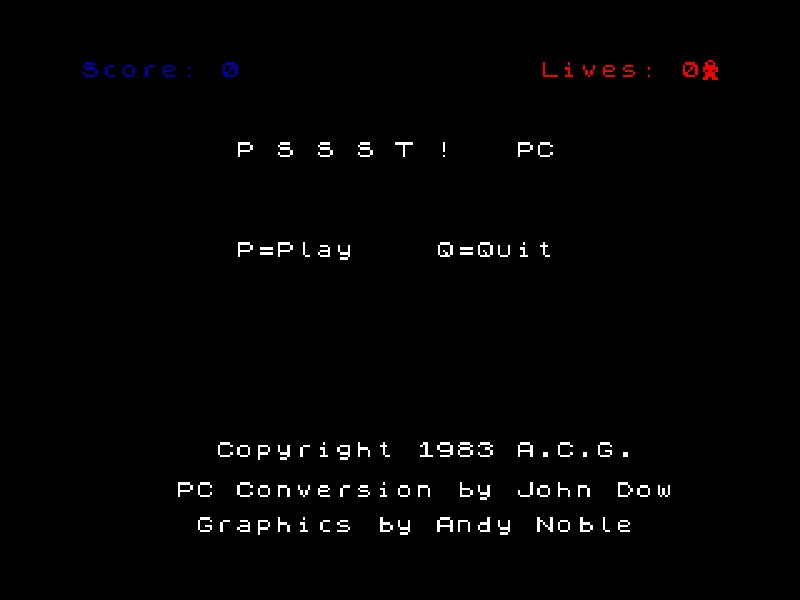 Score: 0 Lives: 0
P S S S T ! PC
P=Play Q=Quit
Copyright 1983 A.C.G.
PC Conversion by John Dow
Graphics by Andy Noble